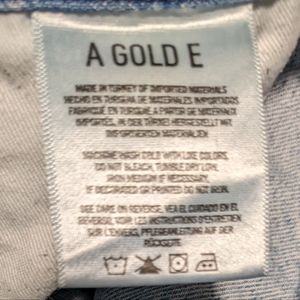 A GOLD E
MADE IN TURKEY OF IMPORTED MATERIALS
HECHO EN TURQUIA DE MATERIALES IMPORTADOS
FABRIQUÉ EN TURQUIE A PARTIR DE MATERIAUX
IMPORTÉS, IN DER TÜRKEI HERGESTELLT MIT
IMPORTIERTEN MATERIALIEN
MACHINE WASH COLD WITH LIKE COLORS,
DO NOT BLEACH, TUMBLE DRY LOW,
IRON MEDIUM IF NECESSARY.
IF DECORATED OR PRINTED DO NOT IRON.
SEE CARE ON REVERSE. VEA EL CUIDADO EN EL
REVERSO. VOIR LES INSTRUCTIONS D'ENTRETIEN
SUR L'ENVERS, PFLEGEANLEITUNG AUF DER
RÜCKSEITE